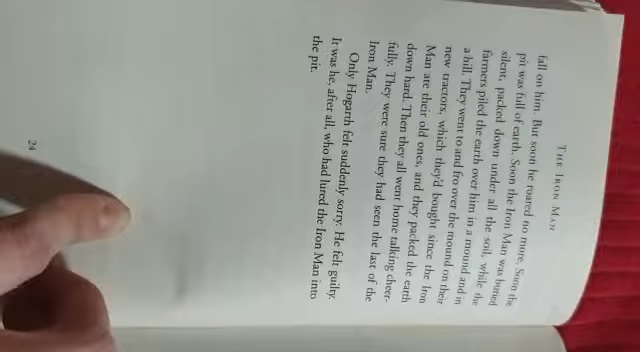 THE IRON MAN
fall on him. But soon he roared no more. Soon the
pit was full of earth. Soon the Iron Man was buried
silent, packed down under all the soil, while the
farmers piled the earth over him in a mound and in
a hill. They went to and fro over the mound on their
new tractors, which they'd bought since the Iron
Man are their old ones, and they packed the earth
down hard. Then they all went home talking cheer-
fully. They were sure they had seen the last of the
Iron Man.
Only Hogarth felt suddenly sorry. He felt guilty.
It was he, after all, who had lured the Iron Man into
the pit.
24